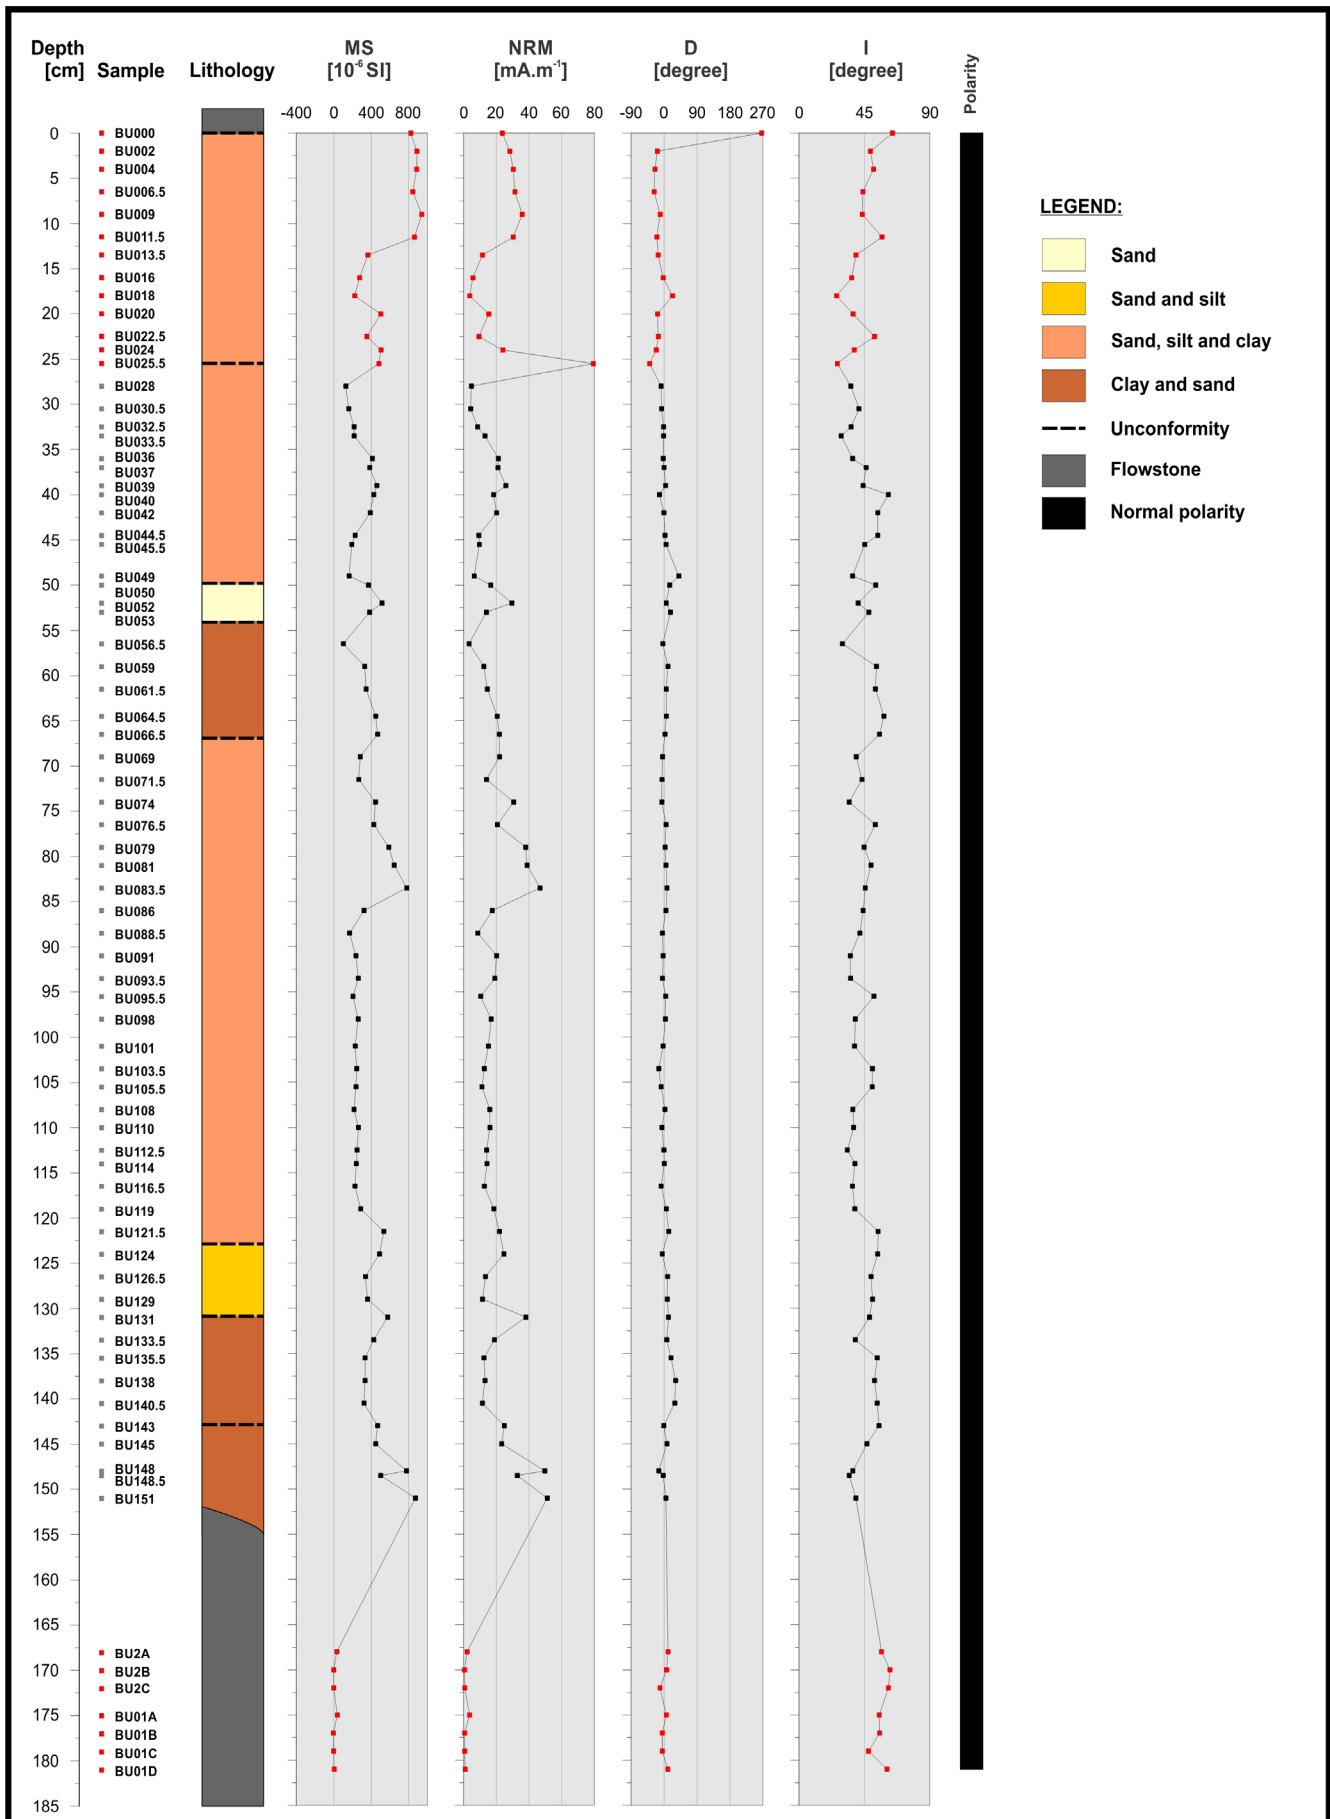 Depth
[cm]
Sample
Lithology
MS
[10⁻⁶ SI]
NRM
[mA.m⁻¹]
D
[degree]
I
[degree]
Polarity
-400 0 400 800
0 20 40 60 80
-90 0 90 180 270
0 45 90
0
5
10
15
20
25
30
35
40
45
50
55
60
65
70
75
80
85
90
95
100
105
110
115
120
125
130
135
140
145
150
155
160
165
170
175
180
185
BU000
BU002
BU004
BU006.5
BU009
BU011.5
BU013.5
BU016
BU018
BU020
BU022.5
BU024
BU025.5
BU028
BU030.5
BU032.5
BU033.5
BU036
BU037
BU039
BU040
BU042
BU044.5
BU045.5
BU049
BU050
BU052
BU053
BU056.5
BU059
BU061.5
BU064.5
BU066.5
BU069
BU071.5
BU074
BU076.5
BU079
BU081
BU083.5
BU086
BU088.5
BU091
BU093.5
BU095.5
BU098
BU101
BU103.5
BU105.5
BU108
BU110
BU112.5
BU114
BU116.5
BU119
BU121.5
BU124
BU126.5
BU129
BU131
BU133.5
BU135.5
BU138
BU140.5
BU143
BU145
BU148
BU148.5
BU151
BU2A
BU2B
BU2C
BU01A
BU01B
BU01C
BU01D
LEGEND:
Sand
Sand and silt
Sand, silt and clay
Clay and sand
Unconformity
Flowstone
Normal polarity